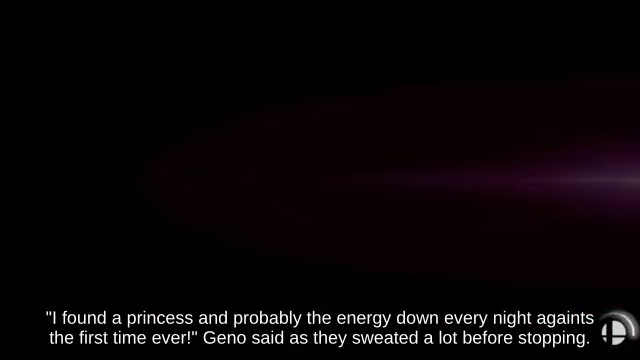 "I found a princess and probably the energy down every night againts
the first time ever!" Geno said as they sweated a lot before stopping.